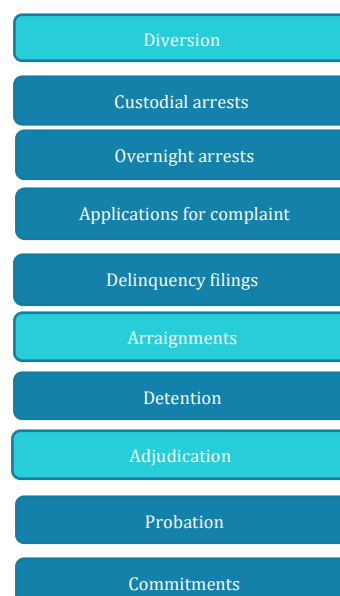 Diversion
Custodial arrests
Overnight arrests
Applications for complaint
Delinquency filings
Arraignments
Detention
Adjudication
Probation
Commitments